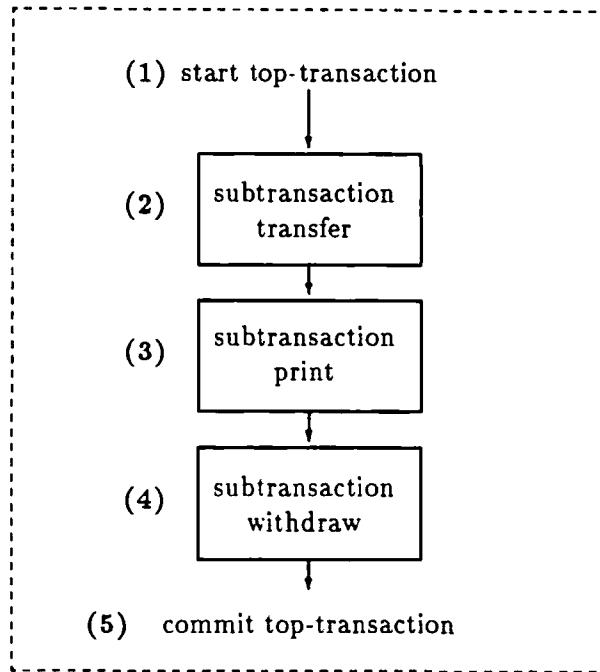 (1) start top-transaction
(2) subtransaction
transfer
(3) subtransaction
print
(4) subtransaction
withdraw
(5) commit top-transaction